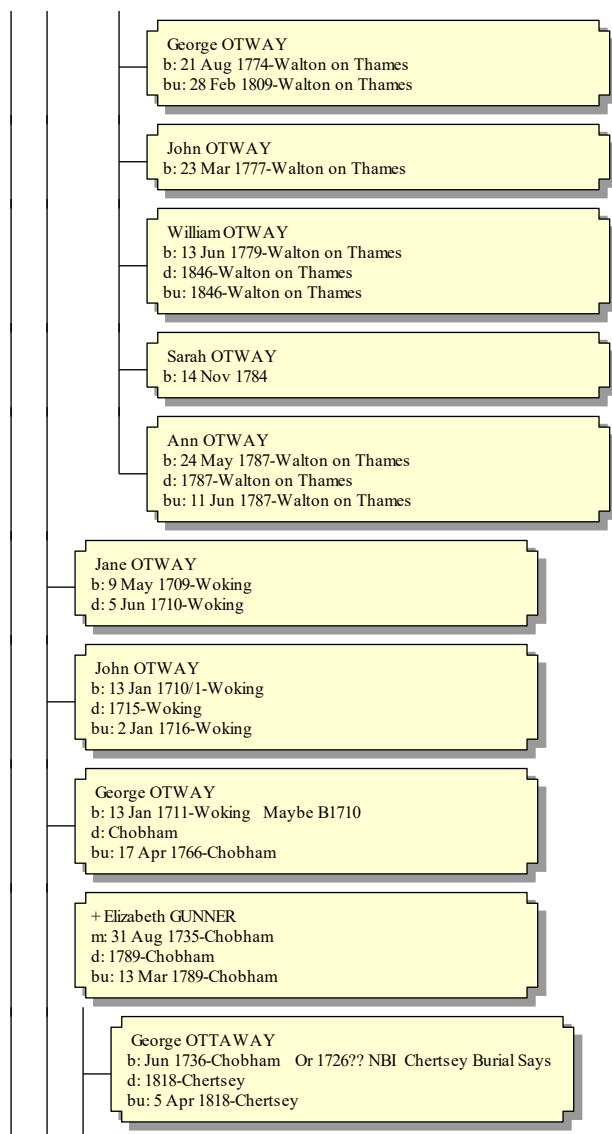 George OTWAY
b: 21 Aug 1774-Walton on Thames
bu: 28 Feb 1809-Walton on Thames
John OTWAY
b: 23 Mar 1777-Walton on Thames
William OTWAY
b: 13 Jun 1779-Walton on Thames
d: 1846-Walton on Thames
bu: 1846-Walton on Thames
Sarah OTWAY
b: 14 Nov 1784
Ann OTWAY
b: 24 May 1787-Walton on Thames
d: 1787-Walton on Thames
bu: 11 Jun 1787-Walton on Thames
Jane OTWAY
b: 9 May 1709-Woking
d: 5 Jun 1710-Woking
John OTWAY
b: 13 Jan 1710/1-Woking
d: 1715-Woking
bu: 2 Jan 1716-Woking
George OTWAY
b: 13 Jan 1711-Woking Maybe B1710
d: Chobham
bu: 17 Apr 1766-Chobham
+ Elizabeth GUNNER
m: 31 Aug 1735-Chobham
d: 1789-Chobham
bu: 13 Mar 1789-Chobham
George OTTAWAY
b: Jun 1736-Chobham Or 1726?? NBI Chertsey Burial Says
d: 1818-Chertsey
bu: 5 Apr 1818-Chertsey